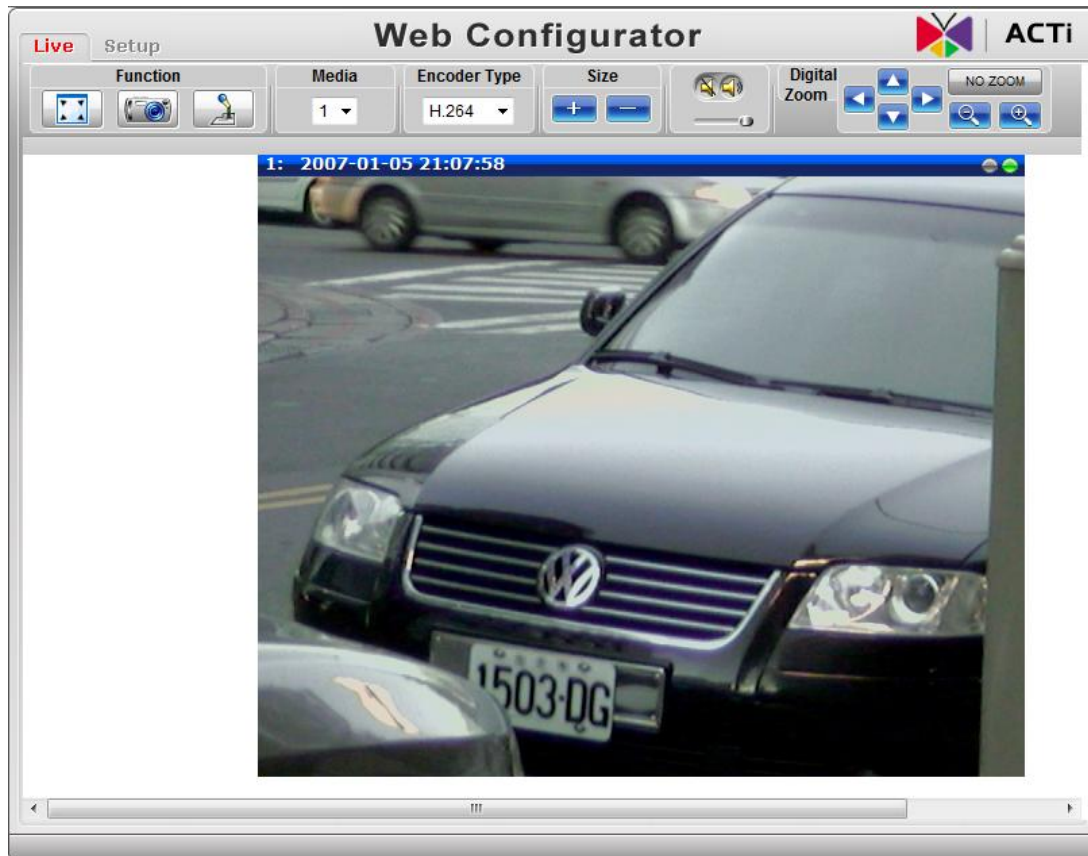 Live
Setup
Web Configurator
ACTi
Function
Media
1
Encoder Type
H.264
Size
Digital
Zoom
NO ZOOM
1: 2007-01-05 21:07:58
1503-DG